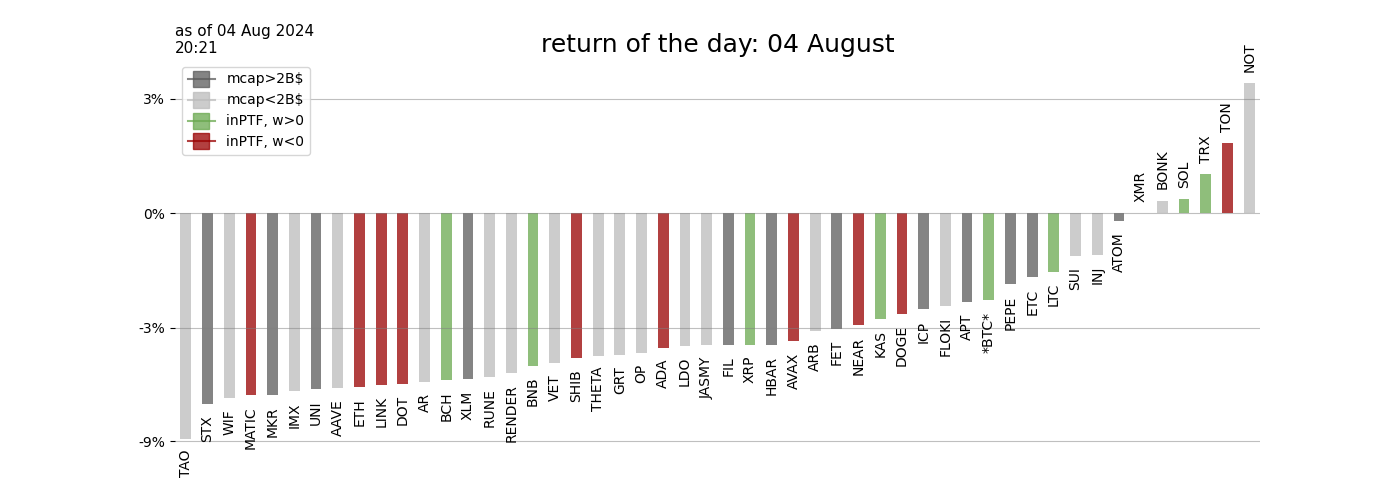 as of 04 Aug 2024
20:21
return of the day: 04 August
mcap>2B$
mcap<2B$
inPTF, w>0
inPTF, w<0
3%
0%
-3%
-9%
TAO
STX
WIF
MATIC
MKR
IMX
UNI
AAVE
ETH
LINK
DOT
AR
BCH
XLM
RUNE
RENDER
BNB
VET
SHIB
THETA
GRT
OP
ADA
LDO
JASMY
FIL
XRP
HBAR
AVAX
ARB
FET
NEAR
KAS
DOGE
ICP
FLOKI
APT
*BTC*
PEPE
ETC
LTC
SUI
INJ
ATOM
XMR
BONK
SOL
TRX
TON
NOT